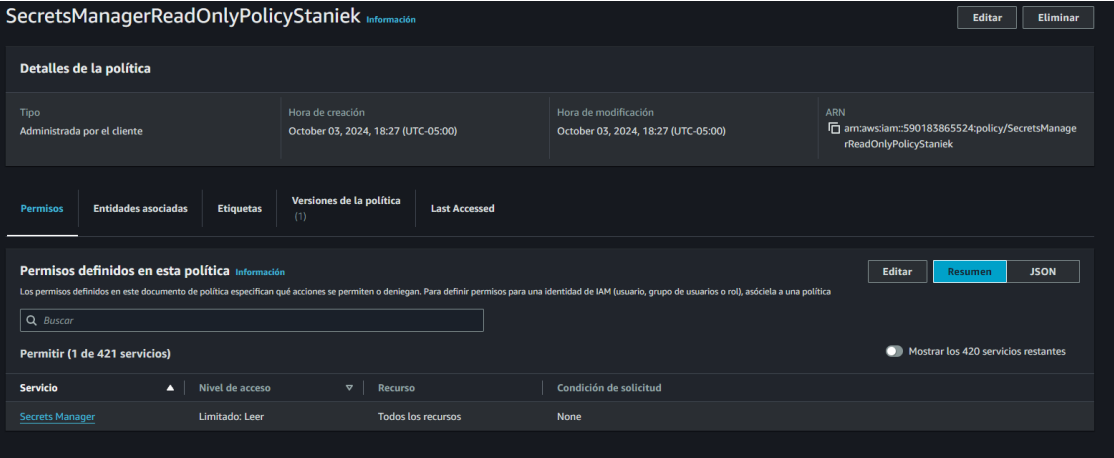 SecretsManagerReadOnlyPolicyStaniek Información
Editar
Eliminar
Detalles de la política
Tipo
Administrada por el cliente
Hora de creación
October 03, 2024, 18:27 (UTC-05:00)
Hora de modificación
October 03, 2024, 18:27 (UTC-05:00)
ARN
arn:aws:iam::590183865524:policy/SecretsManage
rReadOnlyPolicyStaniek
Permisos
Entidades asociadas
Etiquetas
Versiones de la política
(1)
Last Accessed
Permisos definidos en esta política Información
Editar
Resumen
JSON
Los permisos definidos en este documento de política especifican qué acciones se permiten o deniegan. Para definir permisos para una identidad de IAM (usuario, grupo de usuarios o rol), asóciela a una política
Buscar
Permitir (1 de 421 servicios)
Mostrar los 420 servicios restantes
Servicio
Nivel de acceso
Recurso
Condición de solicitud
Secrets Manager
Limitado: Leer
Todos los recursos
None